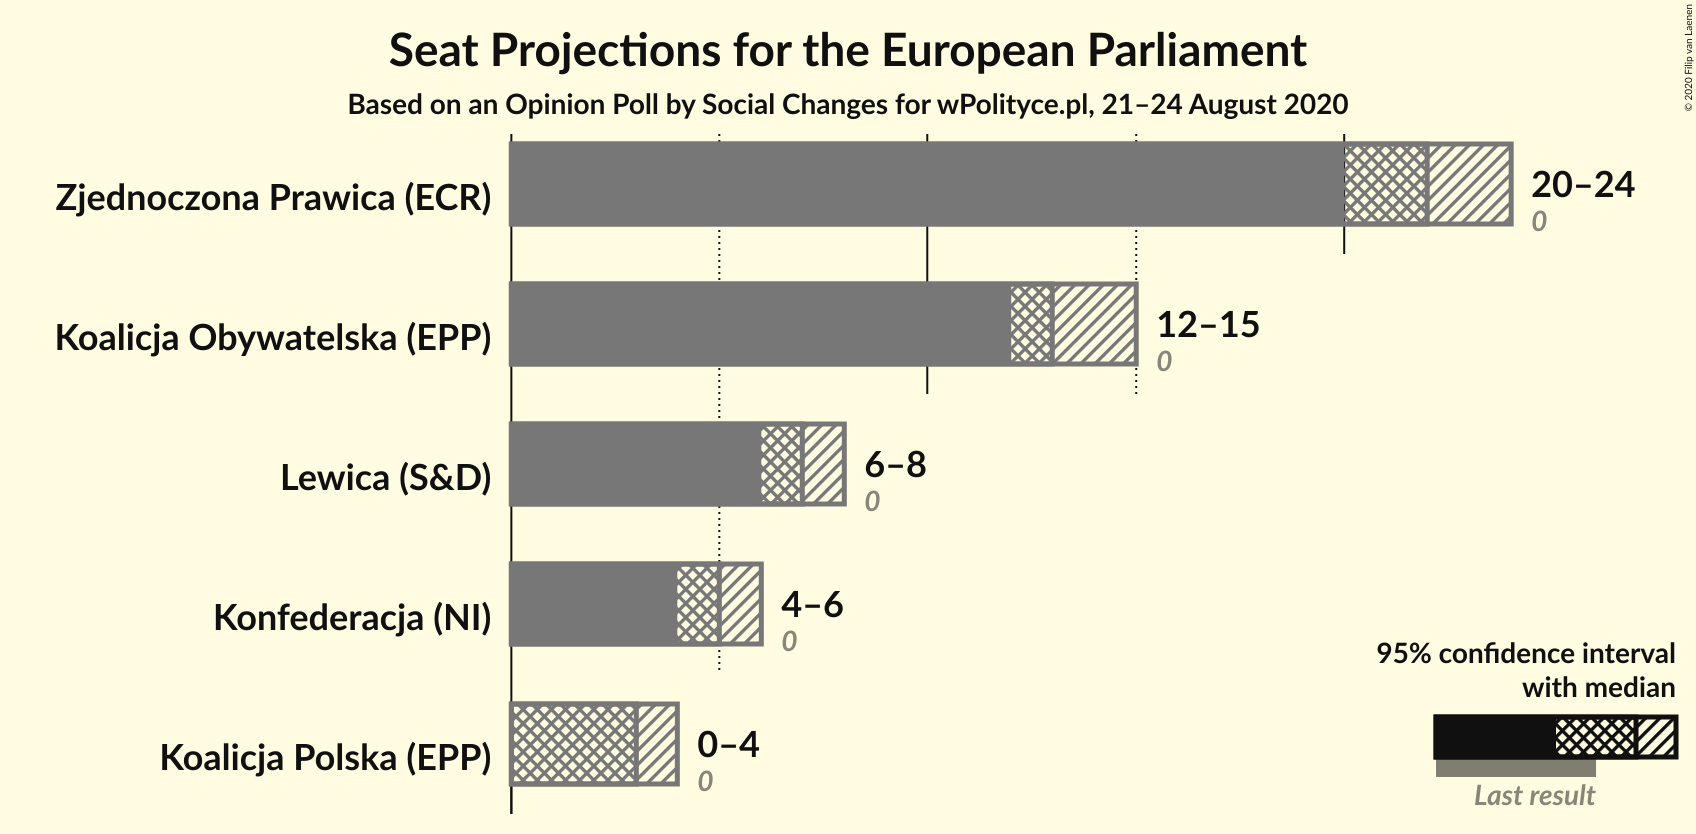 Seat Projections for the European Parliament
Based on an Opinion Poll by Social Changes for wPolityce.pl, 21–24 August 2020
© 2020 Filip van Laenen
Zjednoczona Prawica (ECR)
20–24
0
Koalicja Obywatelska (EPP)
12–15
0
Lewica (S&D)
6–8
0
Konfederacja (NI)
4–6
0
Koalicja Polska (EPP)
0–4
0
95% confidence interval
with median
Last result